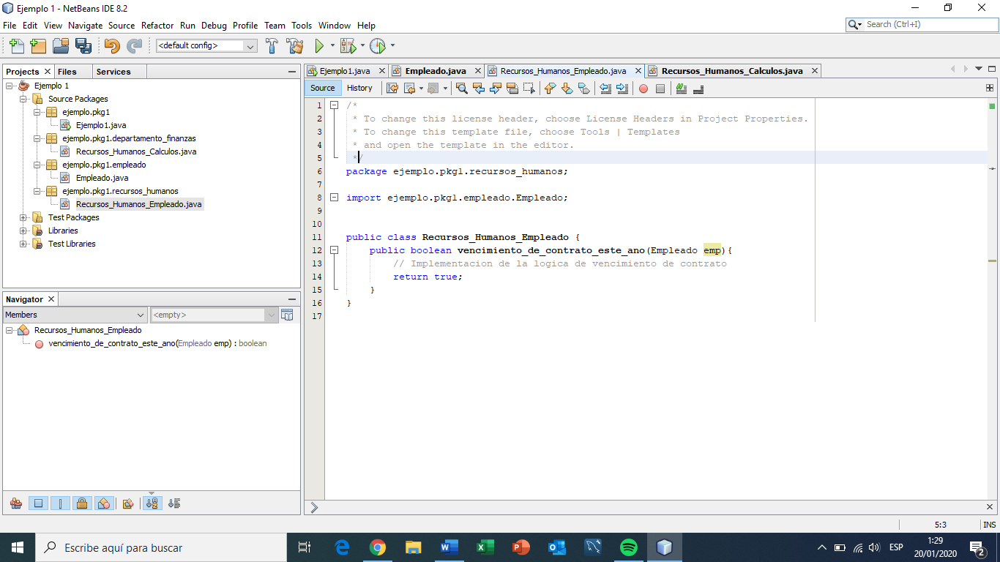 Ejemplo 1 - NetBeans IDE 8.2
File Edit View Navigate Source Refactor Run Debug Profile Team Tools Window Help
Search (Ctrl+I)
<default config>
Projects Files Services
Ejemplo 1
Source Packages
ejemplo.pkg1
Ejemplo1.java
ejemplo.pkg1.departamento_finanzas
Recursos_Humanos_Calculos.java
ejemplo.pkg1.empleado
Empleado.java
ejemplo.pkg1.recursos_humanos
Recursos_Humanos_Empleado.java
Test Packages
Libraries
Test Libraries
Navigator
Members <empty>
Recursos_Humanos_Empleado
vencimiento_de_contrato_este_ano(Empleado emp) : boolean
Ejemplo1.java Empleado.java Recursos_Humanos_Empleado.java Recursos_Humanos_Calculos.java
Source History
1 /*
2 * To change this license header, choose License Headers in Project Properties.
3 * To change this template file, choose Tools | Templates
4 * and open the template in the editor.
5 */
6 package ejemplo.pkg1.recursos_humanos;
7
8 import ejemplo.pkg1.empleado.Empleado;
9
10
11 public class Recursos_Humanos_Empleado {
12 public boolean vencimiento_de_contrato_este_ano(Empleado emp){
13 // Implementacion de la logica de vencimiento de contrato
14 return true;
15 }
16 }
17
5:3 INS
Escribe aquí para buscar
ESP
1:29
20/01/2020
2